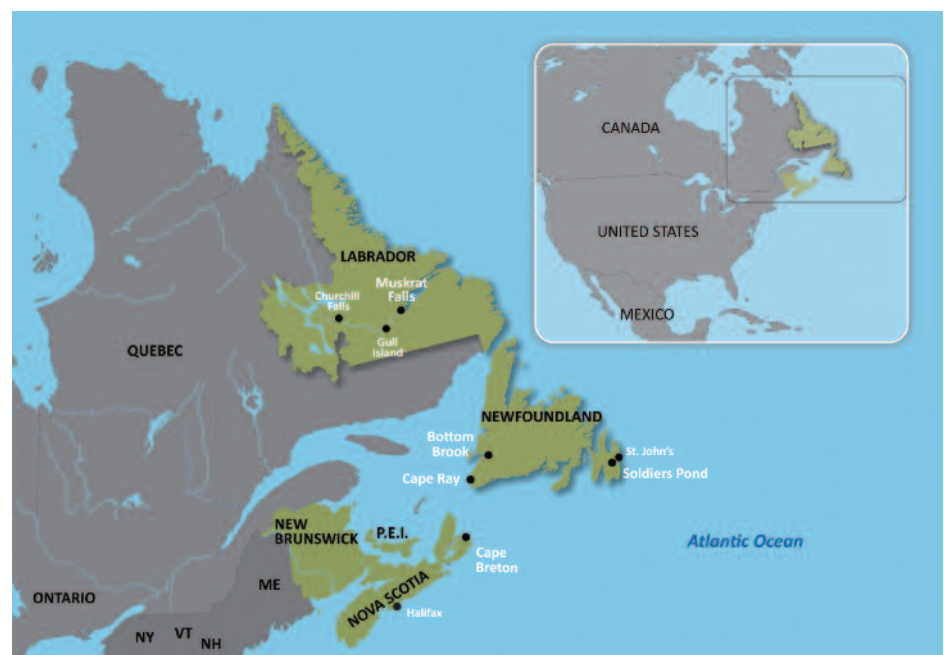 CANADA
UNITED STATES
MEXICO
LABRADOR
Muskrat
Falls
Churchill
Falls
Gull
Island
QUEBEC
NEWFOUNDLAND
Bottom
Brook
St. John's
Soldiers Pond
Cape Ray
NEW
BRUNSWICK
P.E.I.
Cape
Breton
Atlantic Ocean
ME
NOVA SCOTIA
Halifax
ONTARIO
NY
VT
NH